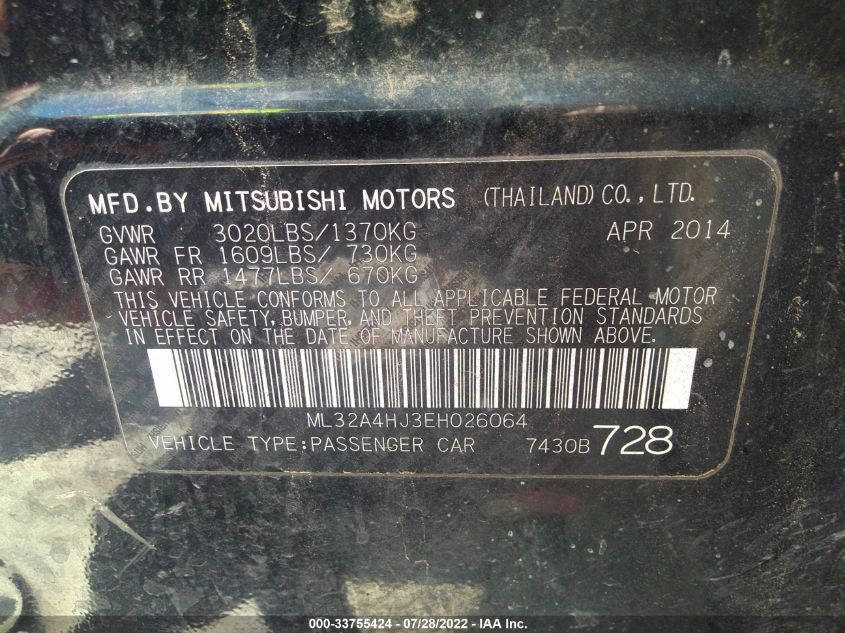 MFD.BY MITSUBISHI MOTORS (THAILAND) CO., LTD.
GVWR 3020LBS/1370KG APR 2014
GAWR FR 1609LBS/ 730KG
GAWR RR 1477LBS/ 670KG
THIS VEHICLE CONFORMS TO ALL APPLICABLE FEDERAL MOTOR
VEHICLE SAFETY, BUMPER, AND THEFT PREVENTION STANDARDS
IN EFFECT ON THE DATE OF MANUFACTURE SHOWN ABOVE.
ML32A4HJ3EH026064
VEHICLE TYPE:PASSENGER CAR 7430B 728
000-33755424 - 07/28/2022 - IAA Inc.